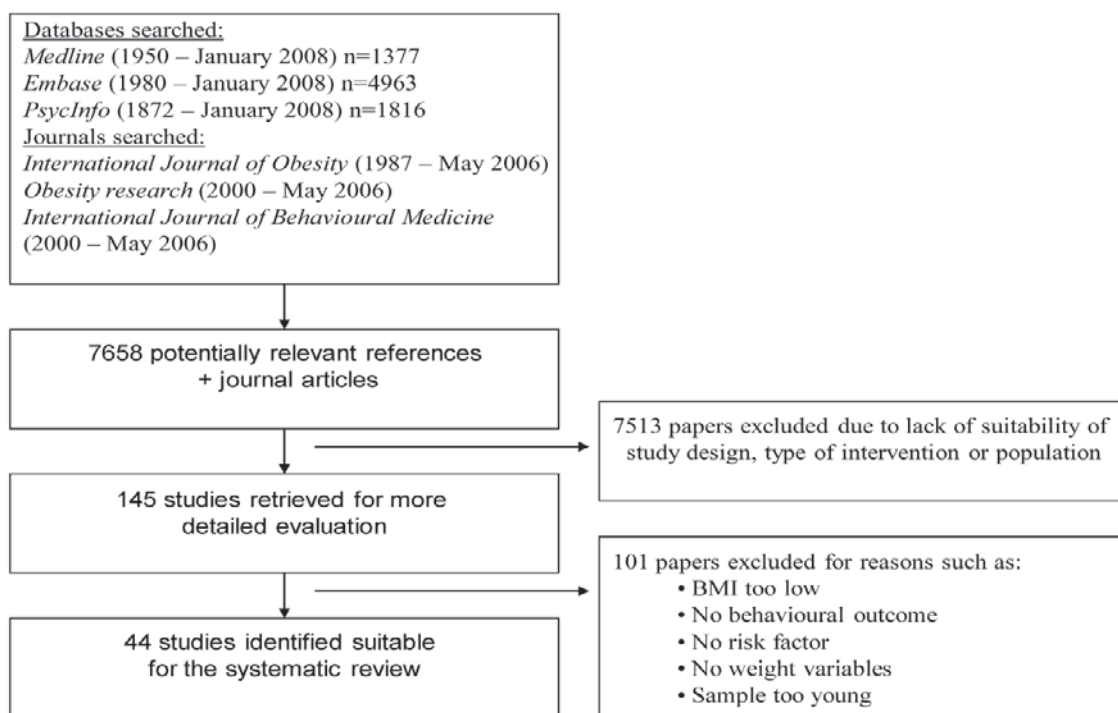 Databases searched:
Medline (1950 – January 2008) n=1377
Embase (1980 – January 2008) n=4963
PsycInfo (1872 – January 2008) n=1816
Journals searched:
International Journal of Obesity (1987 – May 2006)
Obesity research (2000 – May 2006)
International Journal of Behavioural Medicine
(2000 – May 2006)
7658 potentially relevant references
+ journal articles
7513 papers excluded due to lack of suitability of
study design, type of intervention or population
145 studies retrieved for more
detailed evaluation
101 papers excluded for reasons such as:
• BMI too low
• No behavioural outcome
• No risk factor
• No weight variables
• Sample too young
44 studies identified suitable
for the systematic review